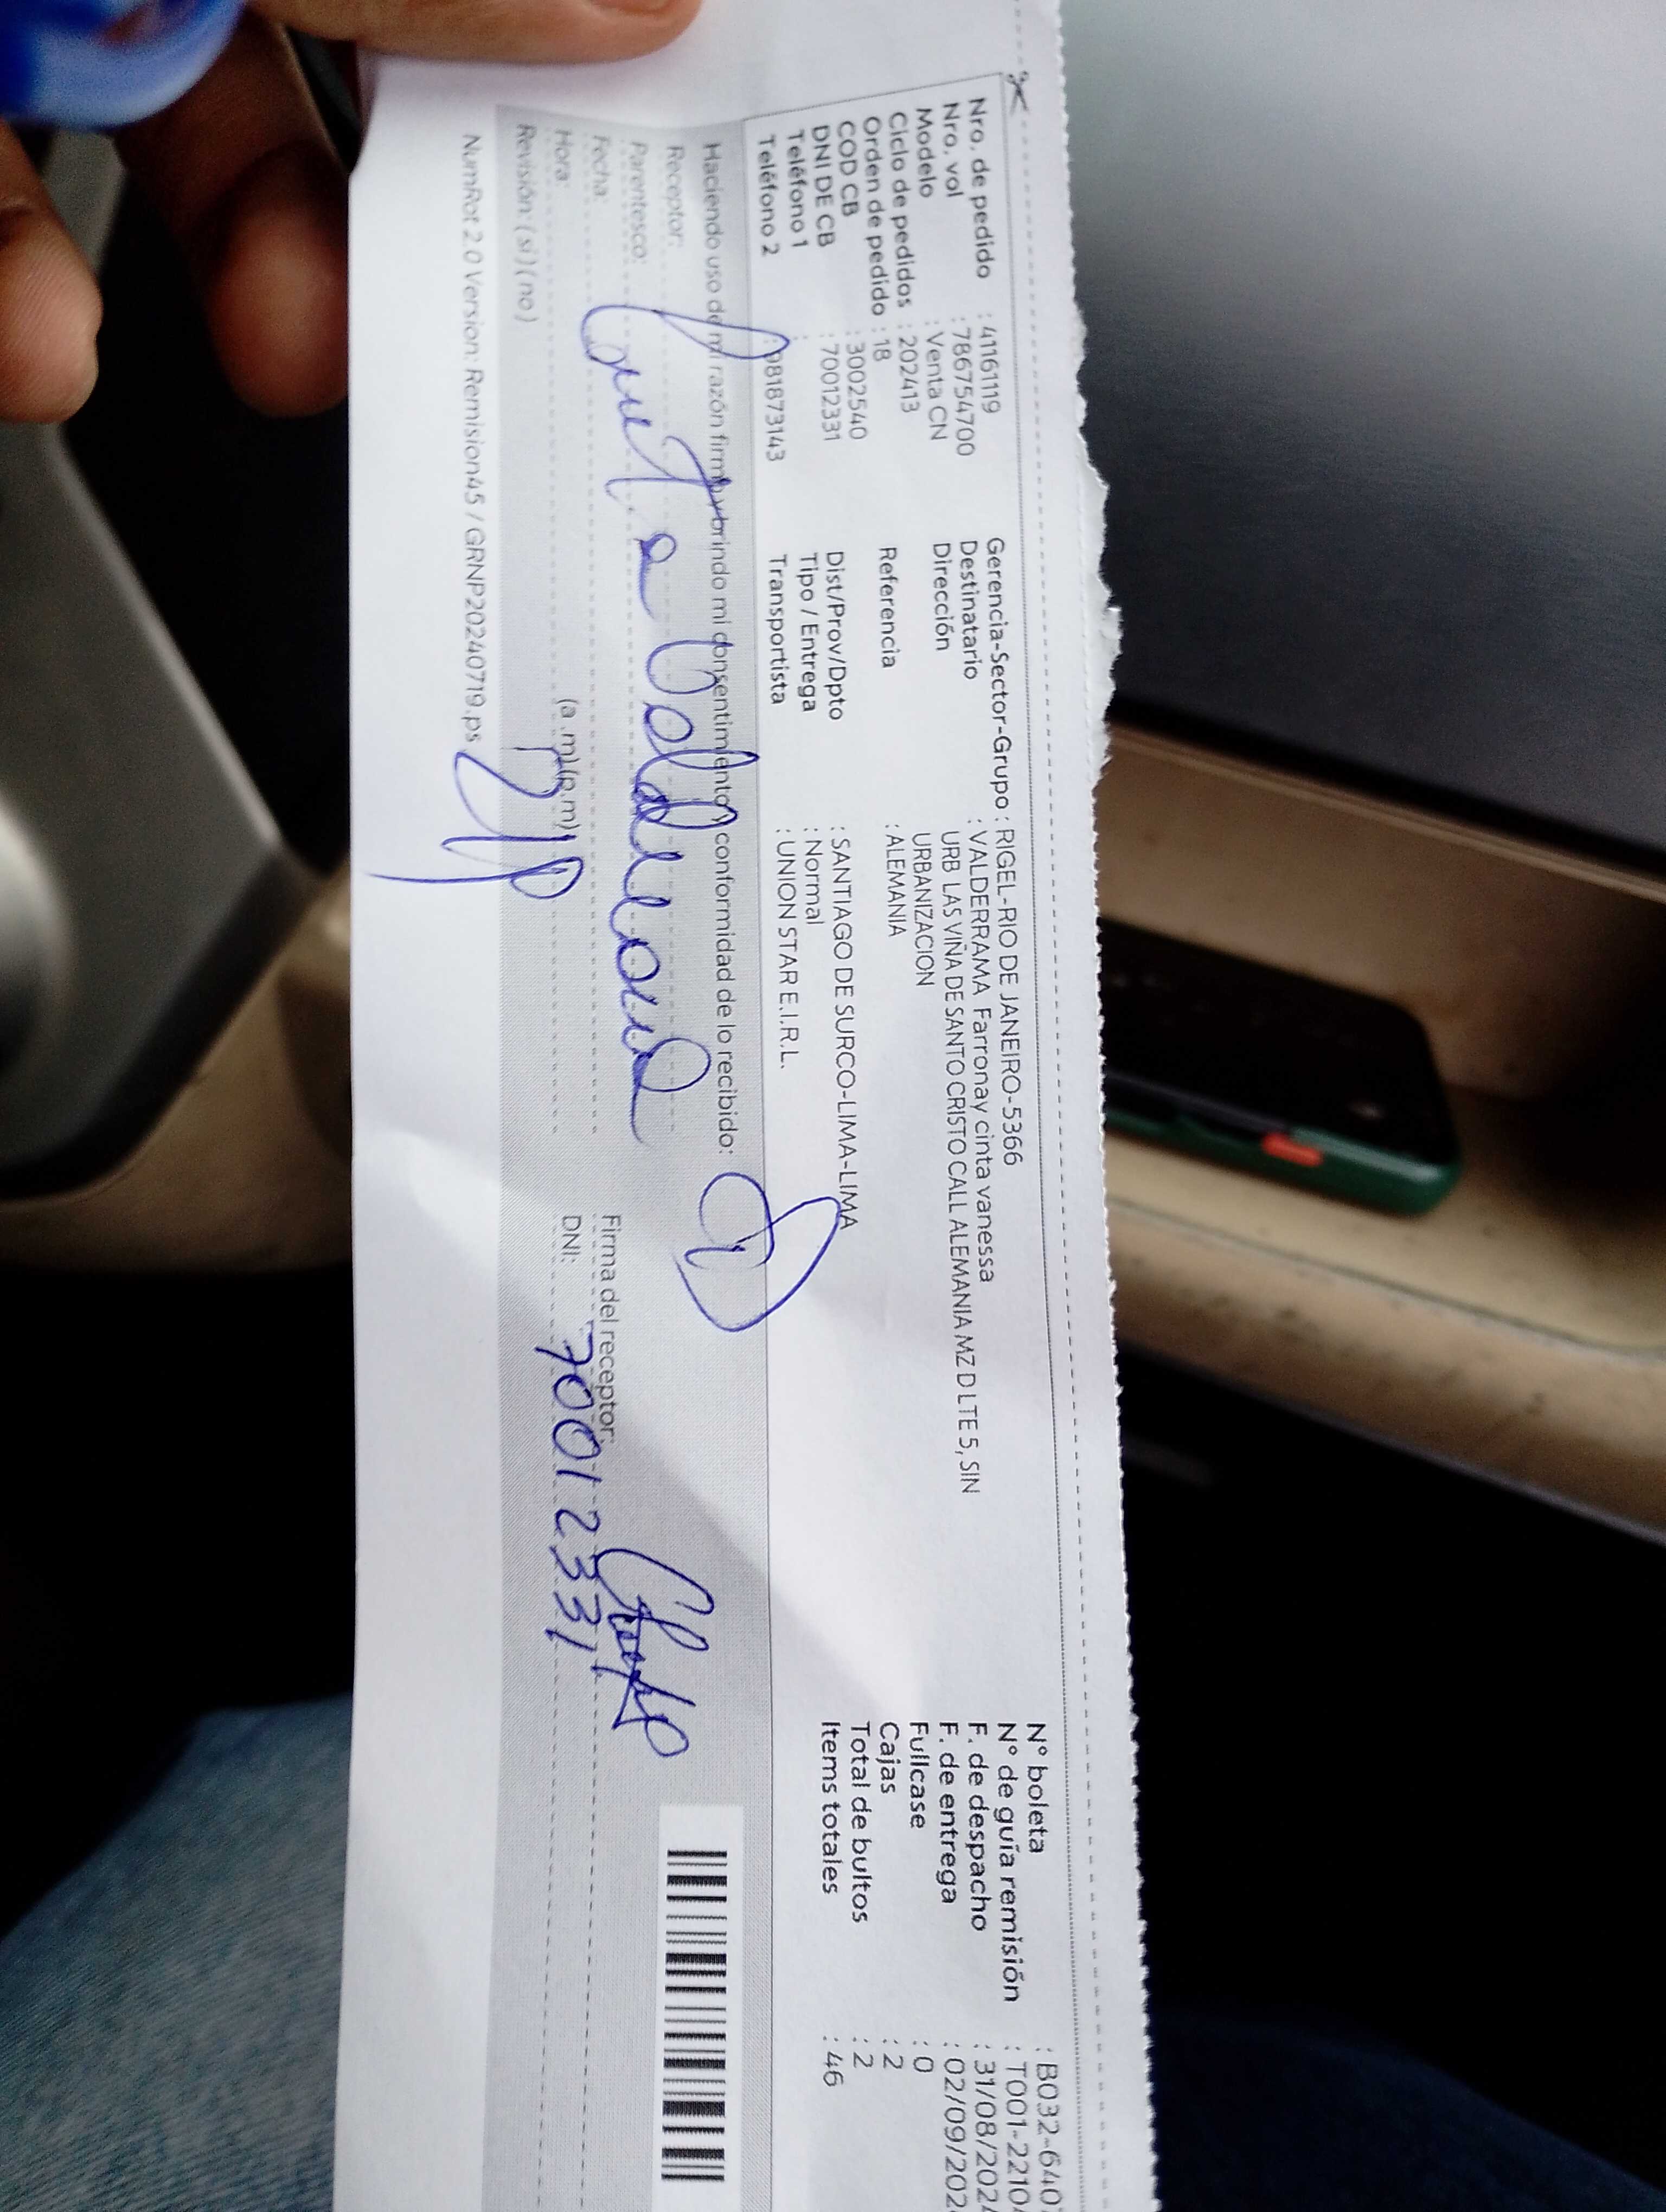 Nro. de pedido : 41161119
Nro. vol : 786754700
Modelo : Venta CN
Ciclo de pedidos : 202413
Orden de pedido : 18
COD CB : 3002540
DNI DE CB : 70012331
Teléfono 1 :
Teléfono 2 : 981873143
Gerencia-Sector-Grupo : RIGEL-RIO DE JANEIRO-5366
Destinatario : VALDERRAMA Farronay cinta vanessa
Dirección URB LAS VIÑA DE SANTO CRISTO CALL ALEMANIA MZ D LTE 5, SIN
URBANIZACION
Referencia : ALEMANIA
Dist/Prov/Dpto : SANTIAGO DE SURCO-LIMA-LIMA
Tipo / Entrega : Normal
Transportista : UNION STAR E.I.R.L.
N° boleta : B032-640
N° de guía remisión : T001-2210
F. de despacho : 31/08/2024
F. de entrega : 02/09/202
Fullcase : 0
Cajas : 2
Total de bultos : 2
Items totales : 46
Haciendo uso de mi razón firmo y brindo mi consentimiento y conformidad de lo recibido:
Receptor:
Parentesco:
Fecha:
Hora: (a.m)(p.m)
Revisión: (si) (no)
Firma del receptor:
DNI: 70012331
NumRot 2.0 Version: Remision45 / GRNP20240719.ps